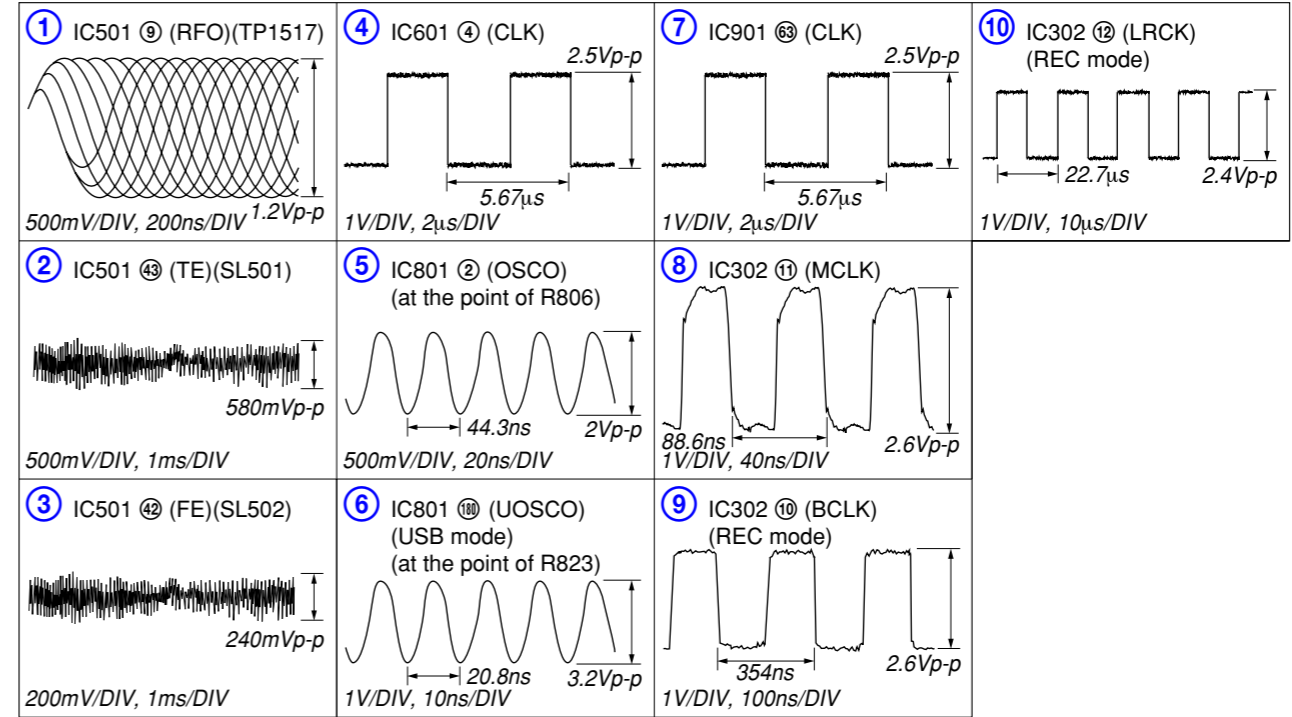 ① IC501 ⑨ (RFO)(TP1517)
1.2Vp-p
500mV/DIV, 200ns/DIV
② IC501 ㊸ (TE)(SL501)
580mVp-p
500mV/DIV, 1ms/DIV
③ IC501 ㊷ (FE)(SL502)
240mVp-p
200mV/DIV, 1ms/DIV
④ IC601 ④ (CLK)
2.5Vp-p
5.67µs
1V/DIV, 2µs/DIV
⑤ IC801 ② (OSCO)
(at the point of R806)
44.3ns
2Vp-p
500mV/DIV, 20ns/DIV
⑥ IC801 (180) (UOSCO)
(USB mode)
(at the point of R823)
20.8ns
3.2Vp-p
1V/DIV, 10ns/DIV
⑦ IC901 (63) (CLK)
2.5Vp-p
5.67µs
1V/DIV, 2µs/DIV
⑧ IC302 ⑪ (MCLK)
88.6ns
2.6Vp-p
1V/DIV, 40ns/DIV
⑨ IC302 ⑩ (BCLK)
(REC mode)
354ns
2.6Vp-p
1V/DIV, 100ns/DIV
⑩ IC302 ⑫ (LRCK)
(REC mode)
22.7µs
2.4Vp-p
1V/DIV, 10µs/DIV